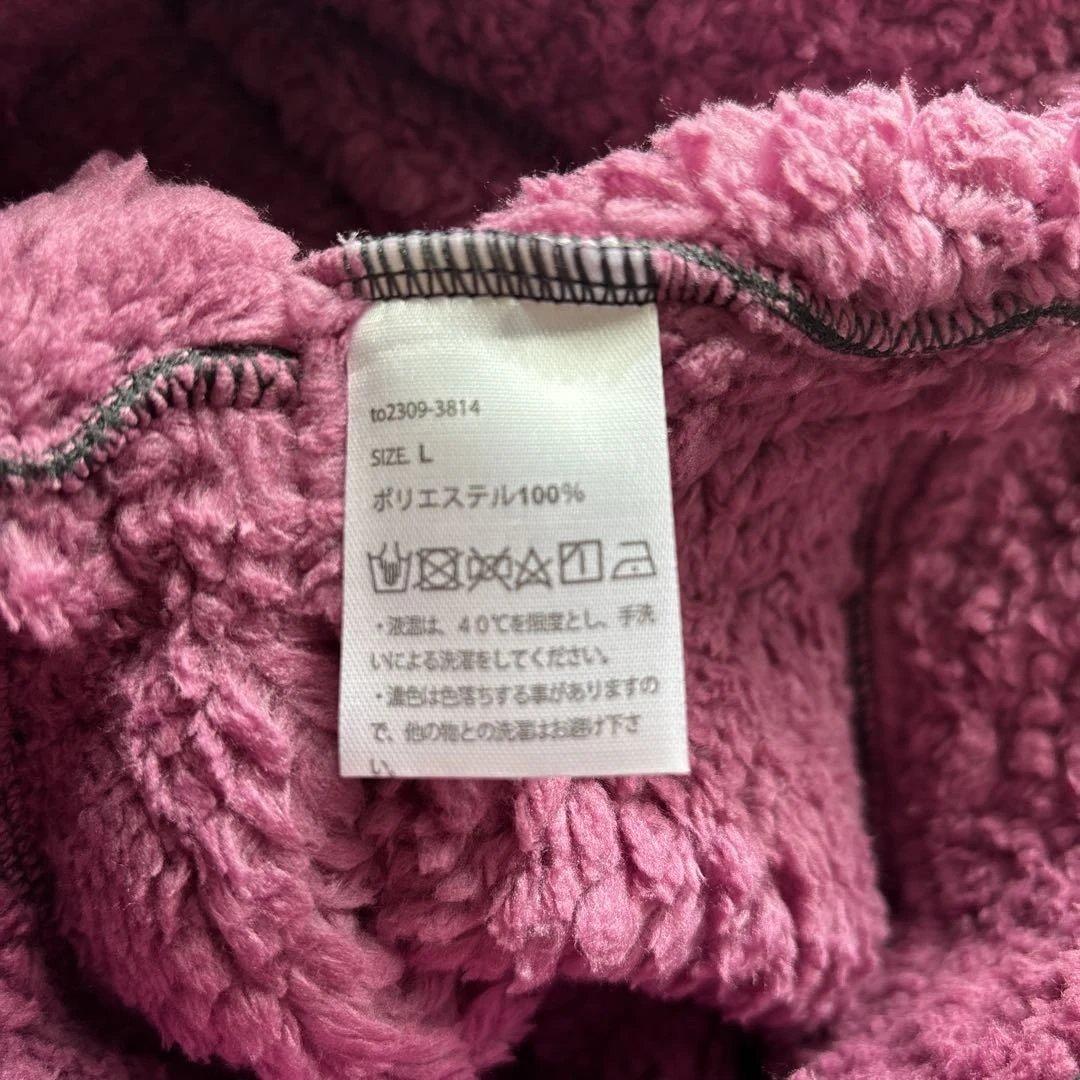 to2309-3814
SIZE. L
ポリエステル100%
・液温は、40℃を限度とし、手洗
いによる洗濯をしてください。
・濃色は色落ちする事がありますの
で、他の物との洗濯はお避け下さ
い。